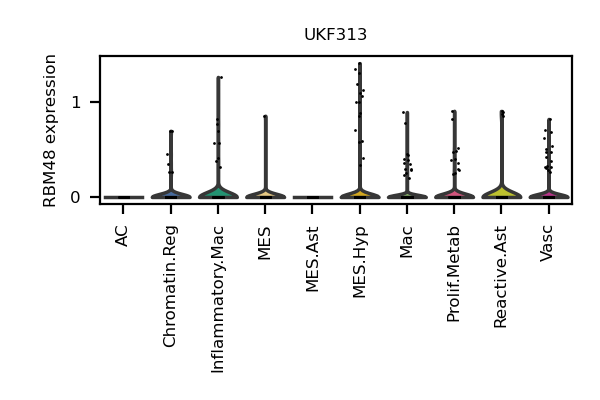 UKF313
RBM48 expression
1
0
AC
Chromatin.Reg
Inflammatory.Mac
MES
MES.Ast
MES.Hyp
Mac
Prolif.Metab
Reactive.Ast
Vasc